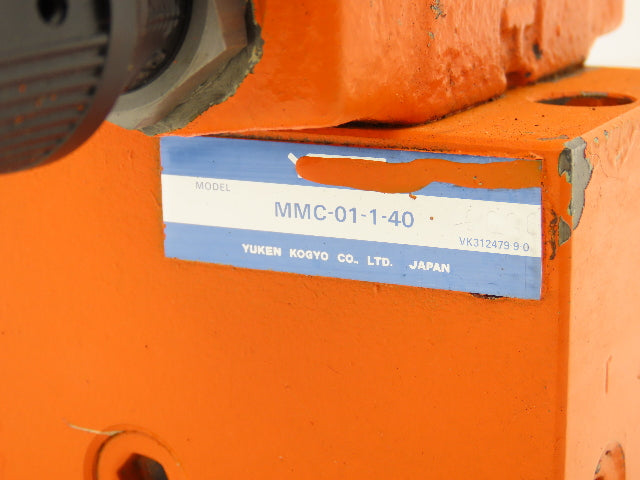 MODEL
MMC-01-1-40
VK312479-9-0
YUKEN KOGYO CO., LTD. JAPAN